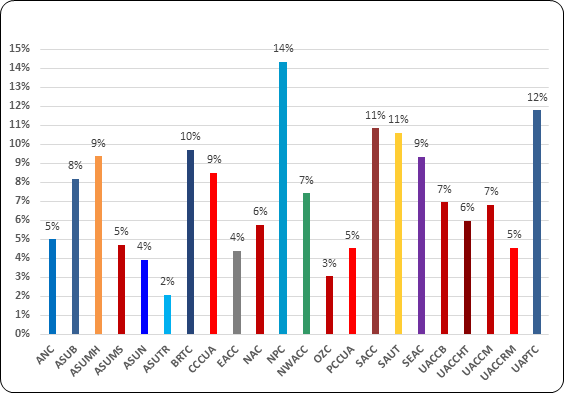 15%
14%
13%
12%
11%
10%
9%
8%
7%
6%
5%
4%
3%
2%
1%
0%
5%
8%
9%
5%
4%
2%
10%
9%
4%
6%
14%
7%
3%
5%
11%
11%
9%
7%
6%
7%
5%
12%
ANC
ASUB
ASUMH
ASUMS
ASUN
ASUTR
BRTC
CCCUA
EACC
NAC
NPC
NWACC
OZC
PCCUA
SACC
SAUT
SEAC
UACCB
UACCHT
UACCM
UACCRM
UAPTC